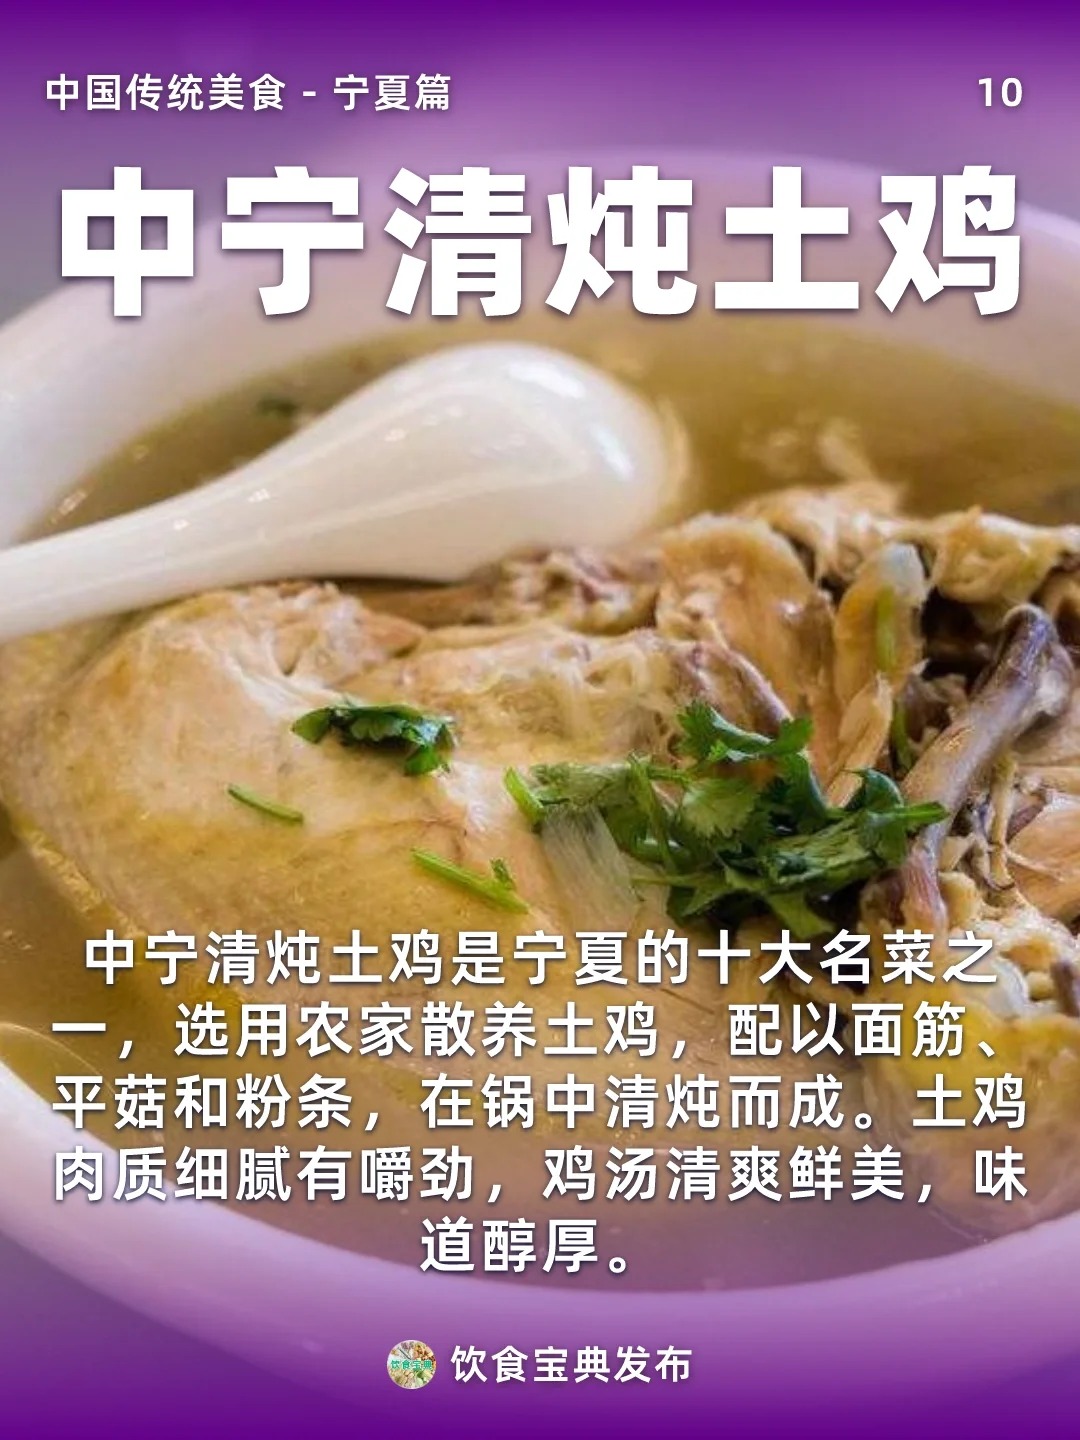 中国传统美食 - 宁夏篇
10
中宁清炖土鸡
中宁清炖土鸡是宁夏的十大名菜之
一，选用农家散养土鸡，配以面筋、
平菇和粉条，在锅中清炖而成。土鸡
肉质细腻有嚼劲，鸡汤清爽鲜美，味
道醇厚。
饮食宝典
饮食宝典发布